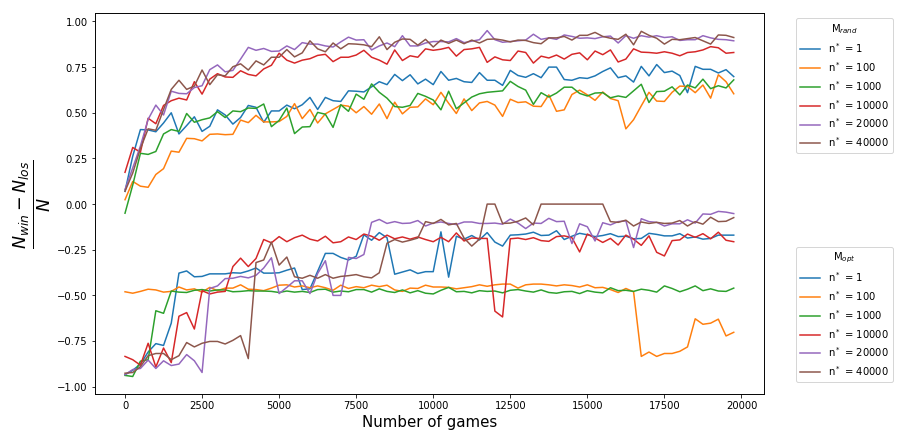 1.00
0.75
0.50
0.25
0.00
−0.25
−0.50
−0.75
−1.00
N_win − N_los
N
0
2500
5000
7500
10000
12500
15000
17500
20000
Number of games
M_rand
n* = 1
n* = 100
n* = 1000
n* = 10000
n* = 20000
n* = 40000
M_opt
n* = 1
n* = 100
n* = 1000
n* = 10000
n* = 20000
n* = 40000